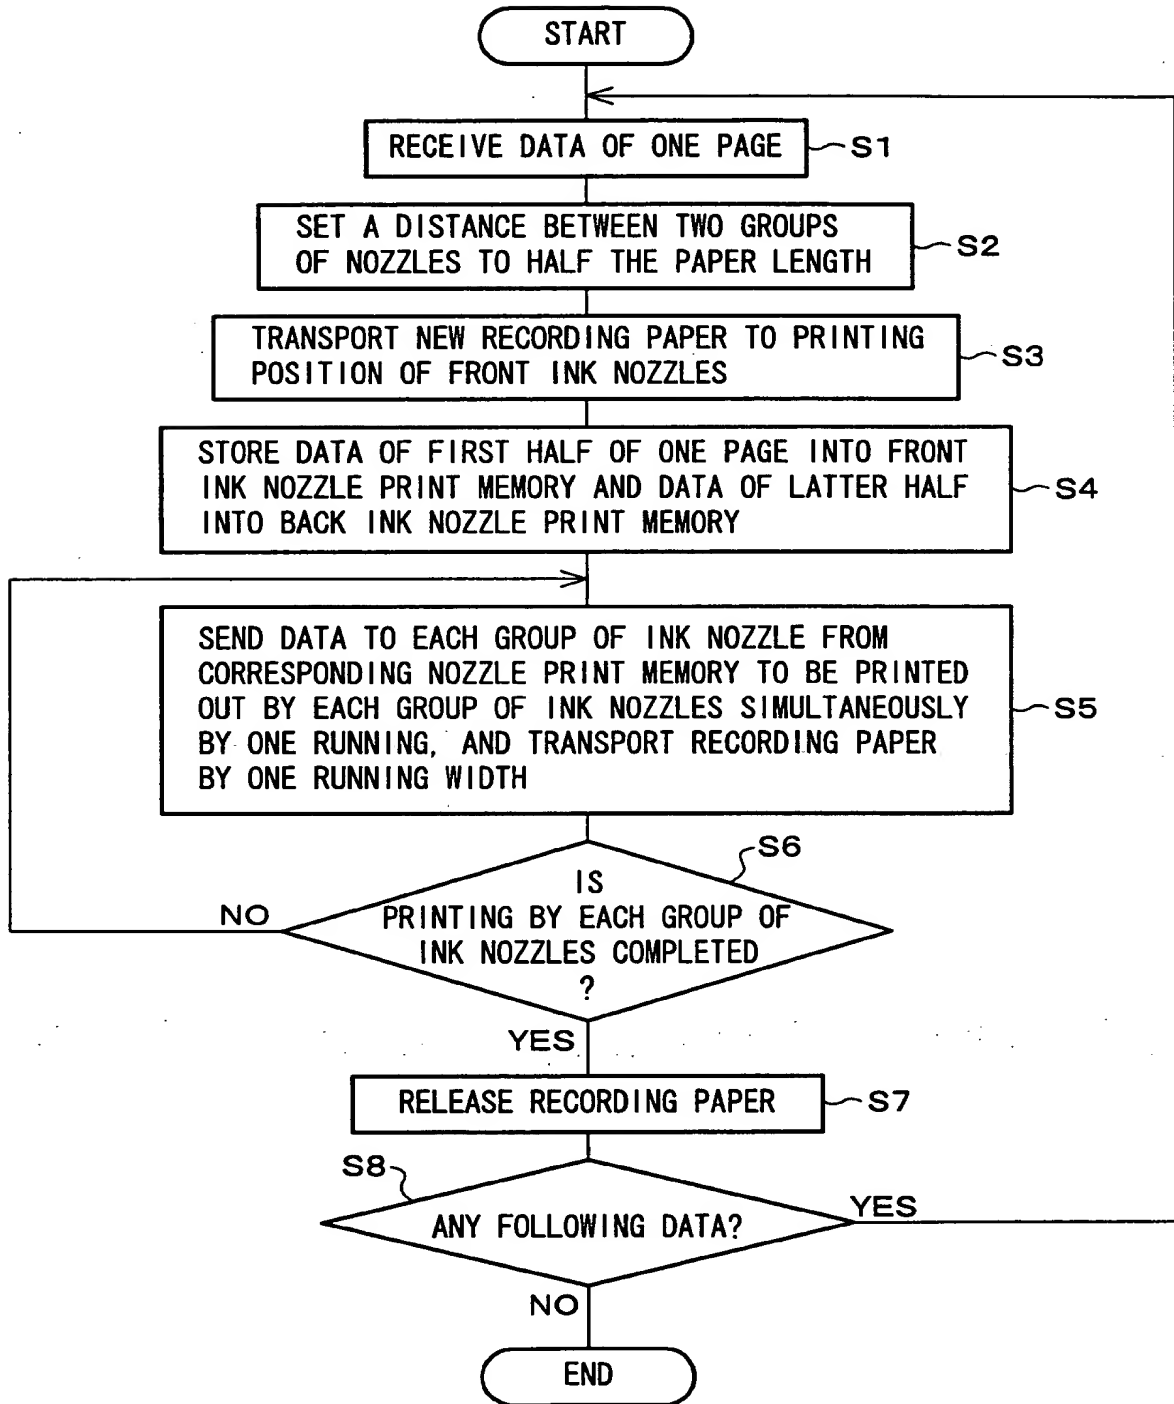 START
RECEIVE DATA OF ONE PAGE
S1
SET A DISTANCE BETWEEN TWO GROUPS
OF NOZZLES TO HALF THE PAPER LENGTH
S2
TRANSPORT NEW RECORDING PAPER TO PRINTING
POSITION OF FRONT INK NOZZLES
S3
STORE DATA OF FIRST HALF OF ONE PAGE INTO FRONT
INK NOZZLE PRINT MEMORY AND DATA OF LATTER HALF
INTO BACK INK NOZZLE PRINT MEMORY
S4
SEND DATA TO EACH GROUP OF INK NOZZLE FROM
CORRESPONDING NOZZLE PRINT MEMORY TO BE PRINTED
OUT BY EACH GROUP OF INK NOZZLES SIMULTANEOUSLY
BY ONE RUNNING, AND TRANSPORT RECORDING PAPER
BY ONE RUNNING WIDTH
S5
S6
IS
PRINTING BY EACH GROUP OF
INK NOZZLES COMPLETED
?
NO
YES
RELEASE RECORDING PAPER
S7
S8
ANY FOLLOWING DATA?
YES
NO
END